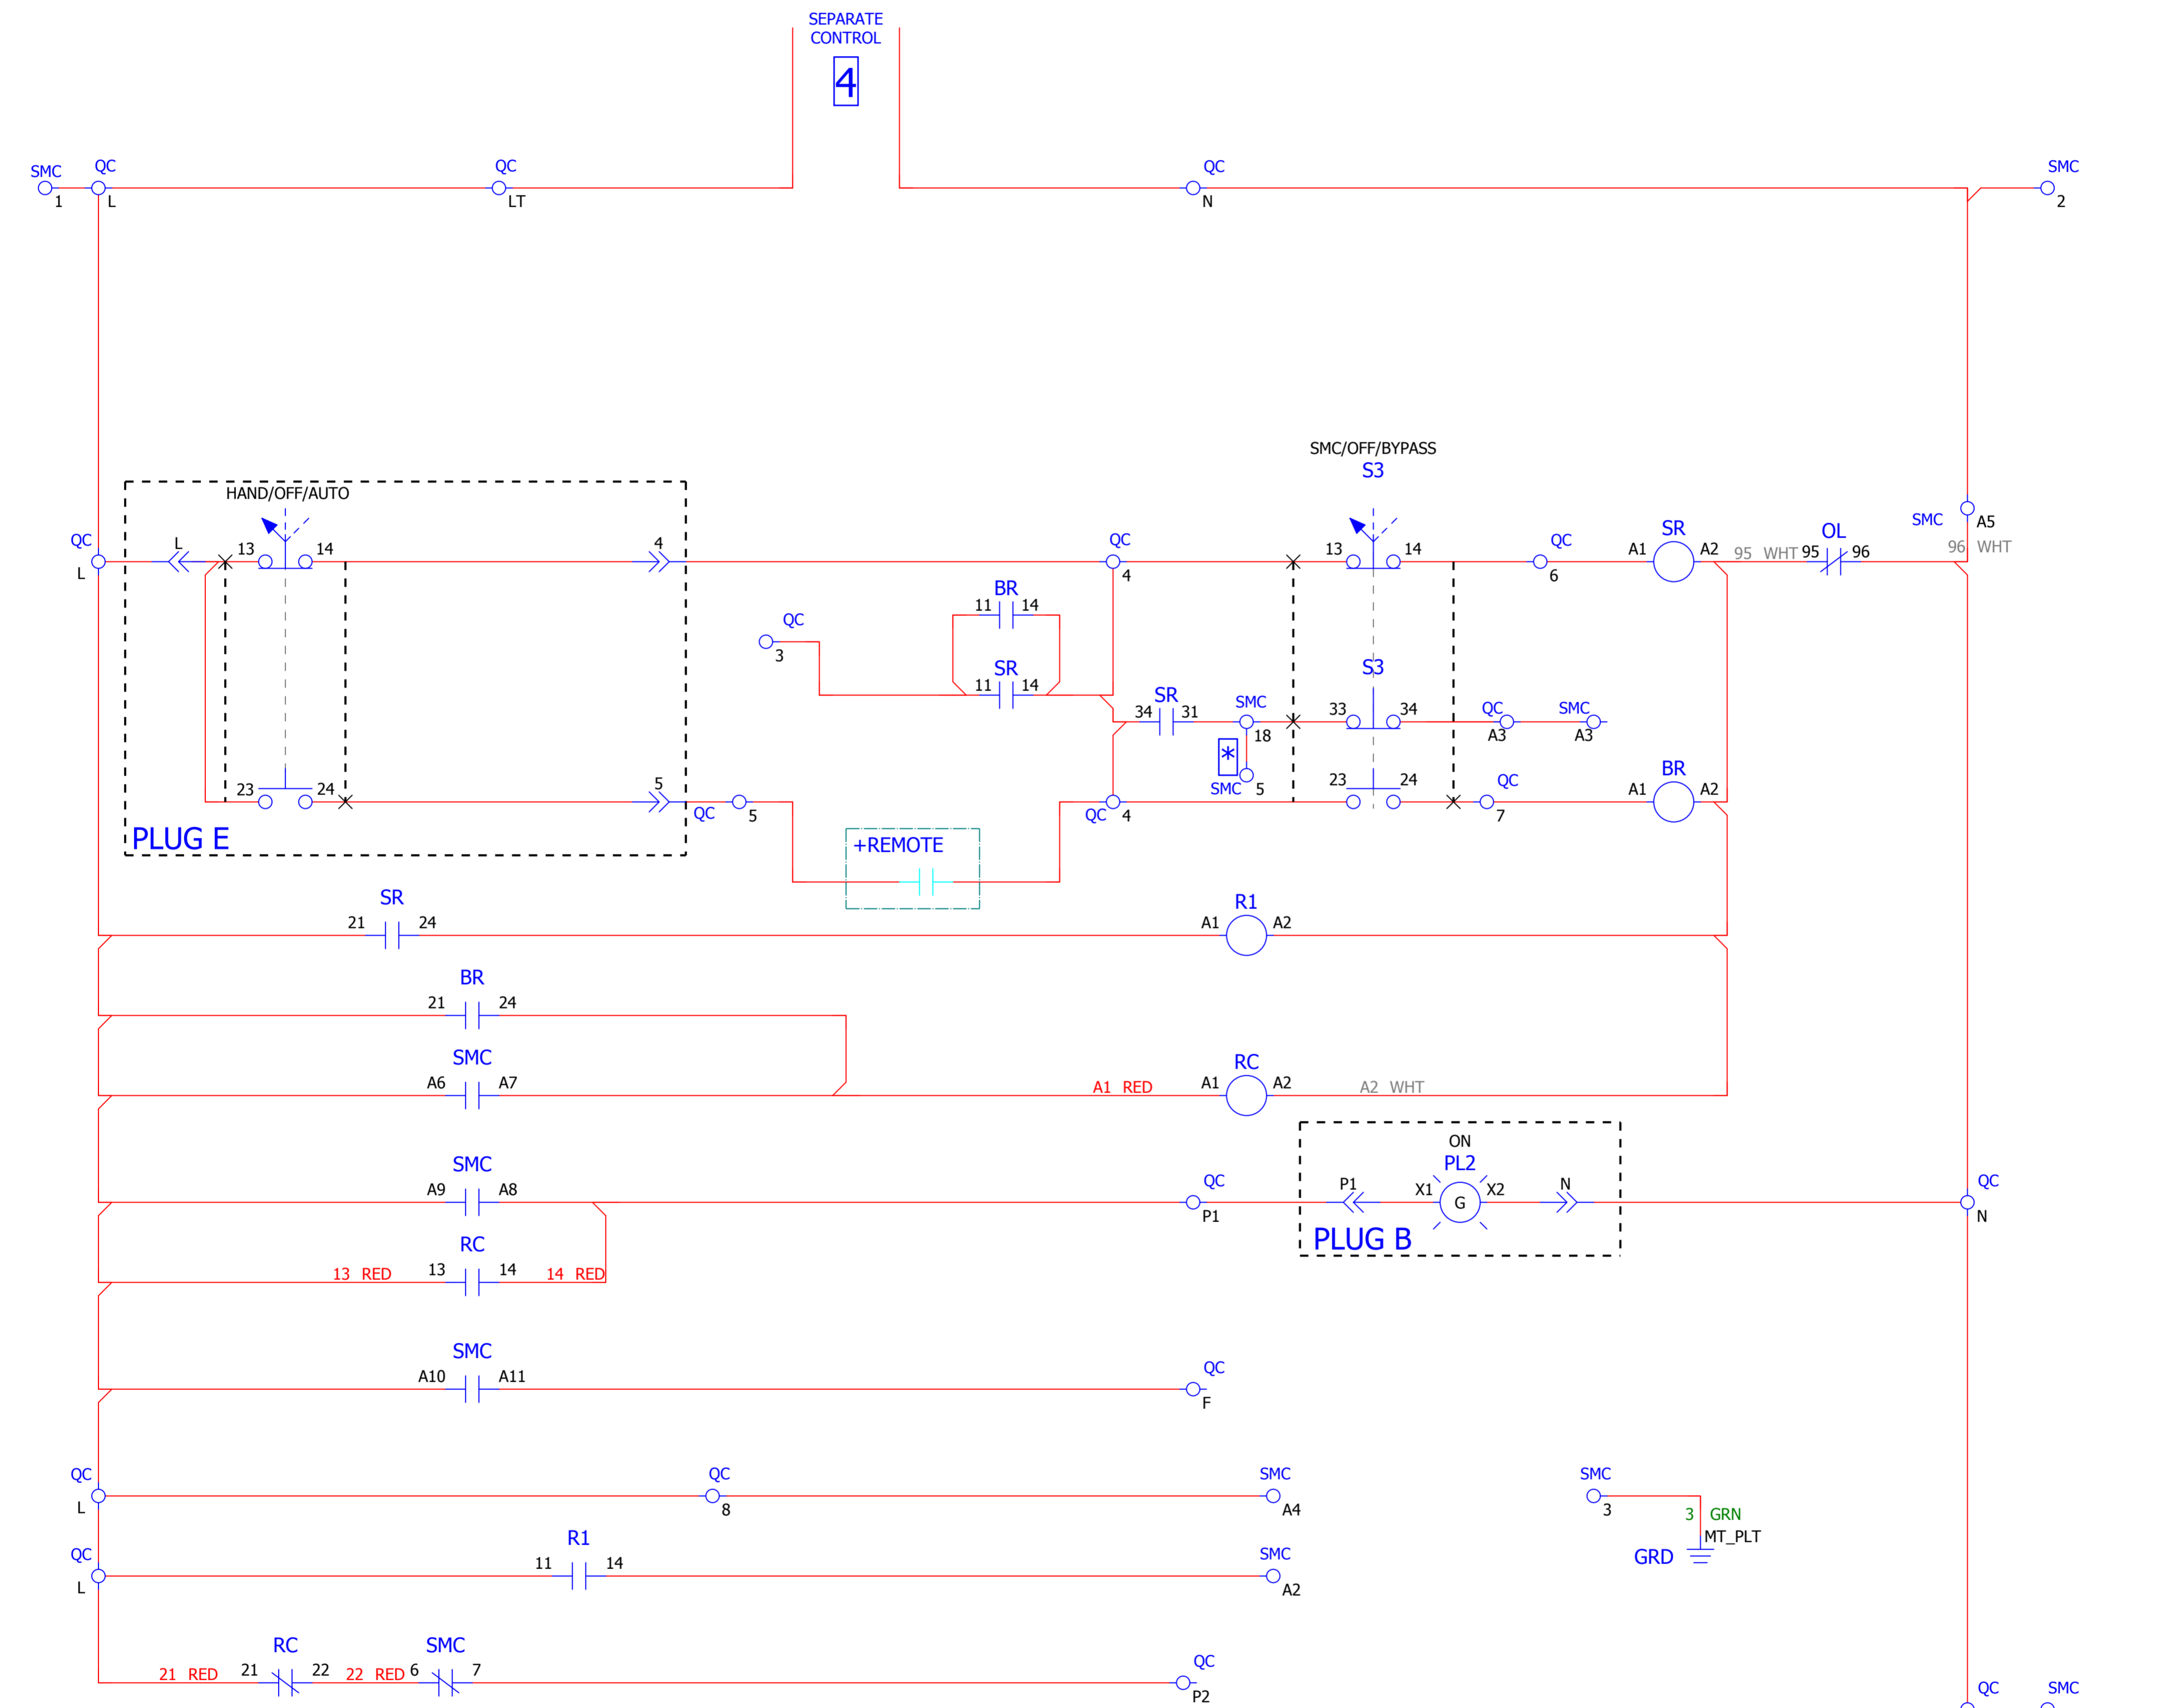 SEPARATE
CONTROL
4
SMC
1
QC
L
QC
LT
QC
N
SMC
2
SMC/OFF/BYPASS
S3
HAND/OFF/AUTO
QC
L
L
13
14
4
QC
4
13
14
QC
6
SR
A1
A2
95 WHT
95
OL
96
SMC
A5
96 WHT
BR
11
14
QC
3
SR
11
14
SR
34
31
SMC
18
*
SMC
5
S3
33
34
QC
A3
SMC
A3
23
24
5
QC
5
QC
4
23
24
QC
7
BR
A1
A2
PLUG E
+REMOTE
SR
21
24
R1
A1
A2
BR
21
24
SMC
A6
A7
A1 RED
RC
A1
A2
A2 WHT
SMC
A9
A8
QC
P1
P1
ON
PL2
X1
G
X2
N
PLUG B
QC
N
RC
13 RED
13
14
14 RED
SMC
A10
A11
QC
F
QC
L
QC
8
SMC
A4
SMC
3
3 GRN
MT_PLT
GRD
QC
L
R1
11
14
SMC
A2
RC
21 RED
21
22
22 RED
SMC
6
7
QC
P2
QC
SMC